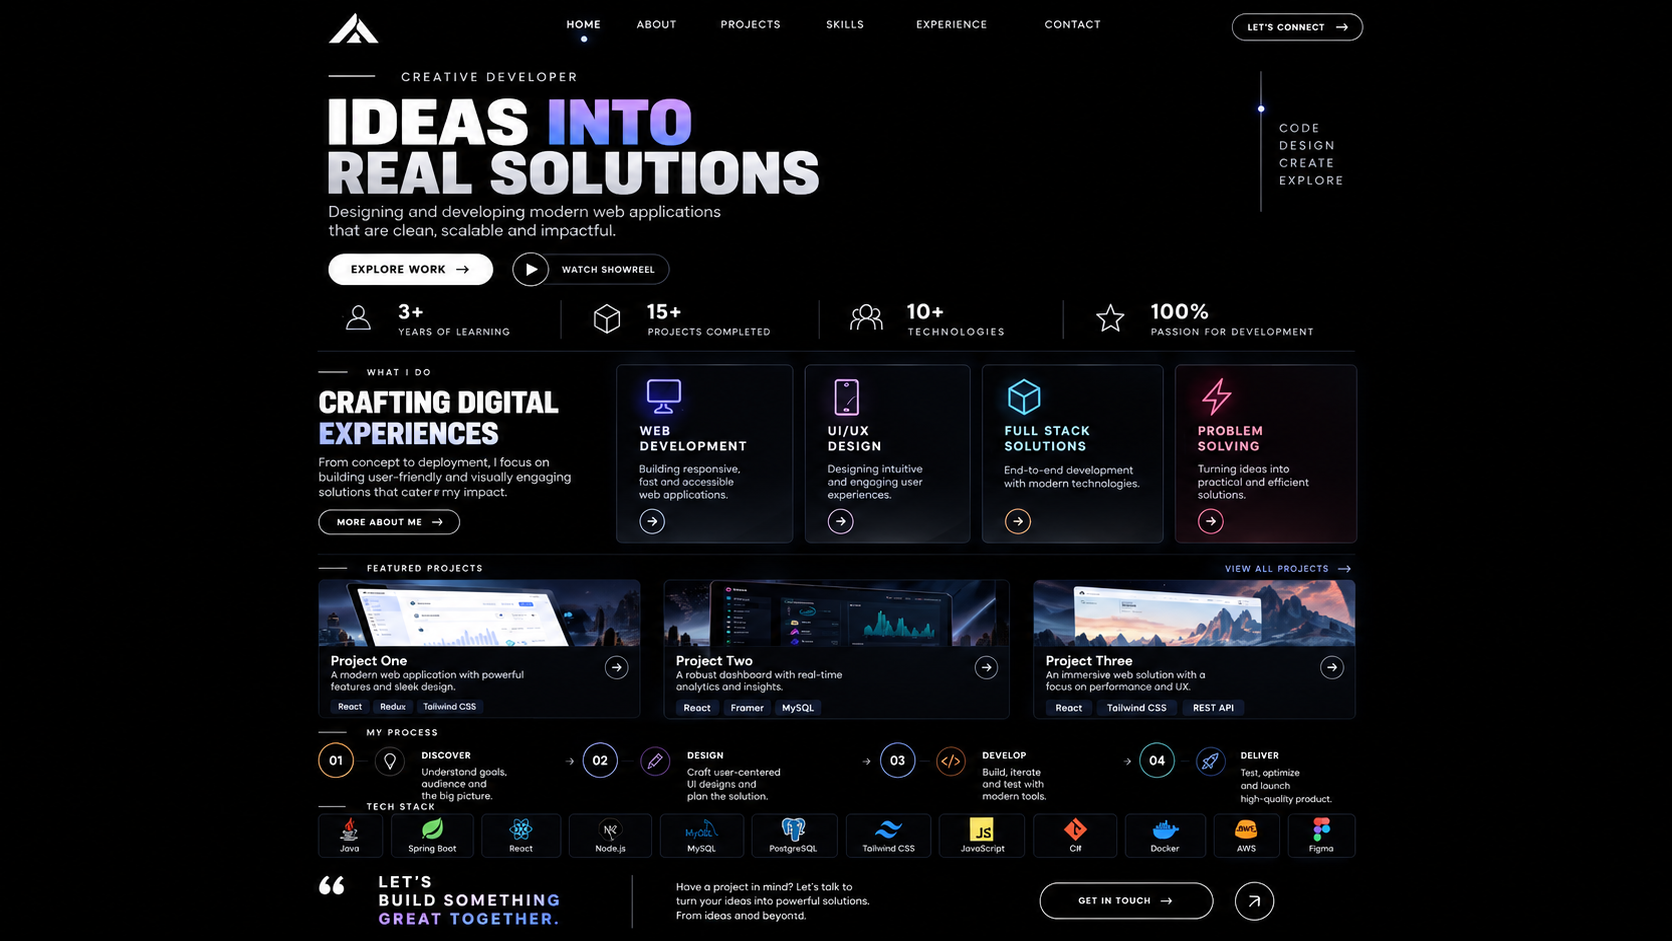 HOME ABOUT PROJECTS SKILLS EXPERIENCE CONTACT
LET'S CONNECT
CREATIVE DEVELOPER
IDEAS INTO
REAL SOLUTIONS
Designing and developing modern web applications
that are clean, scalable and impactful.
EXPLORE WORK
WATCH SHOWREEL
CODE
DESIGN
CREATE
EXPLORE
3+
YEARS OF LEARNING
15+
PROJECTS COMPLETED
10+
TECHNOLOGIES
100%
PASSION FOR DEVELOPMENT
WHAT I DO
CRAFTING DIGITAL
EXPERIENCES
From concept to deployment, I focus on
building user-friendly and visually engaging
solutions that cater my impact.
MORE ABOUT ME
WEB
DEVELOPMENT
Building responsive,
fast and accessible
web applications.
UI/UX
DESIGN
Designing intuitive
and engaging user
experiences.
FULL STACK
SOLUTIONS
End-to-end development
with modern technologies.
PROBLEM
SOLVING
Turning ideas into
practical and efficient
solutions.
FEATURED PROJECTS
VIEW ALL PROJECTS
Project One
A modern web application with powerful
features and sleek design.
React Redux Tailwind CSS
Project Two
A robust dashboard with real-time
analytics and insights.
React Framer MySQL
Project Three
An immersive web solution with a
focus on performance and UX.
React Tailwind CSS REST API
MY PROCESS
01
DISCOVER
Understand goals,
audience and
the big picture.
02
DESIGN
Craft user-centered
UI designs and
plan the solution.
03
</>
DEVELOP
Build, iterate
and test with
modern tools.
04
DELIVER
Test, optimize
and launch
high-quality product.
TECH STACK
Java
Spring Boot
React
Node.js
MySQL
PostgreSQL
Tailwind CSS
JS
JavaScript
Docker
AWS
Figma
LET'S
BUILD SOMETHING
GREAT TOGETHER.
Have a project in mind? Let's talk to
turn your ideas into powerful solutions.
From ideas anod beyontd.
GET IN TOUCH